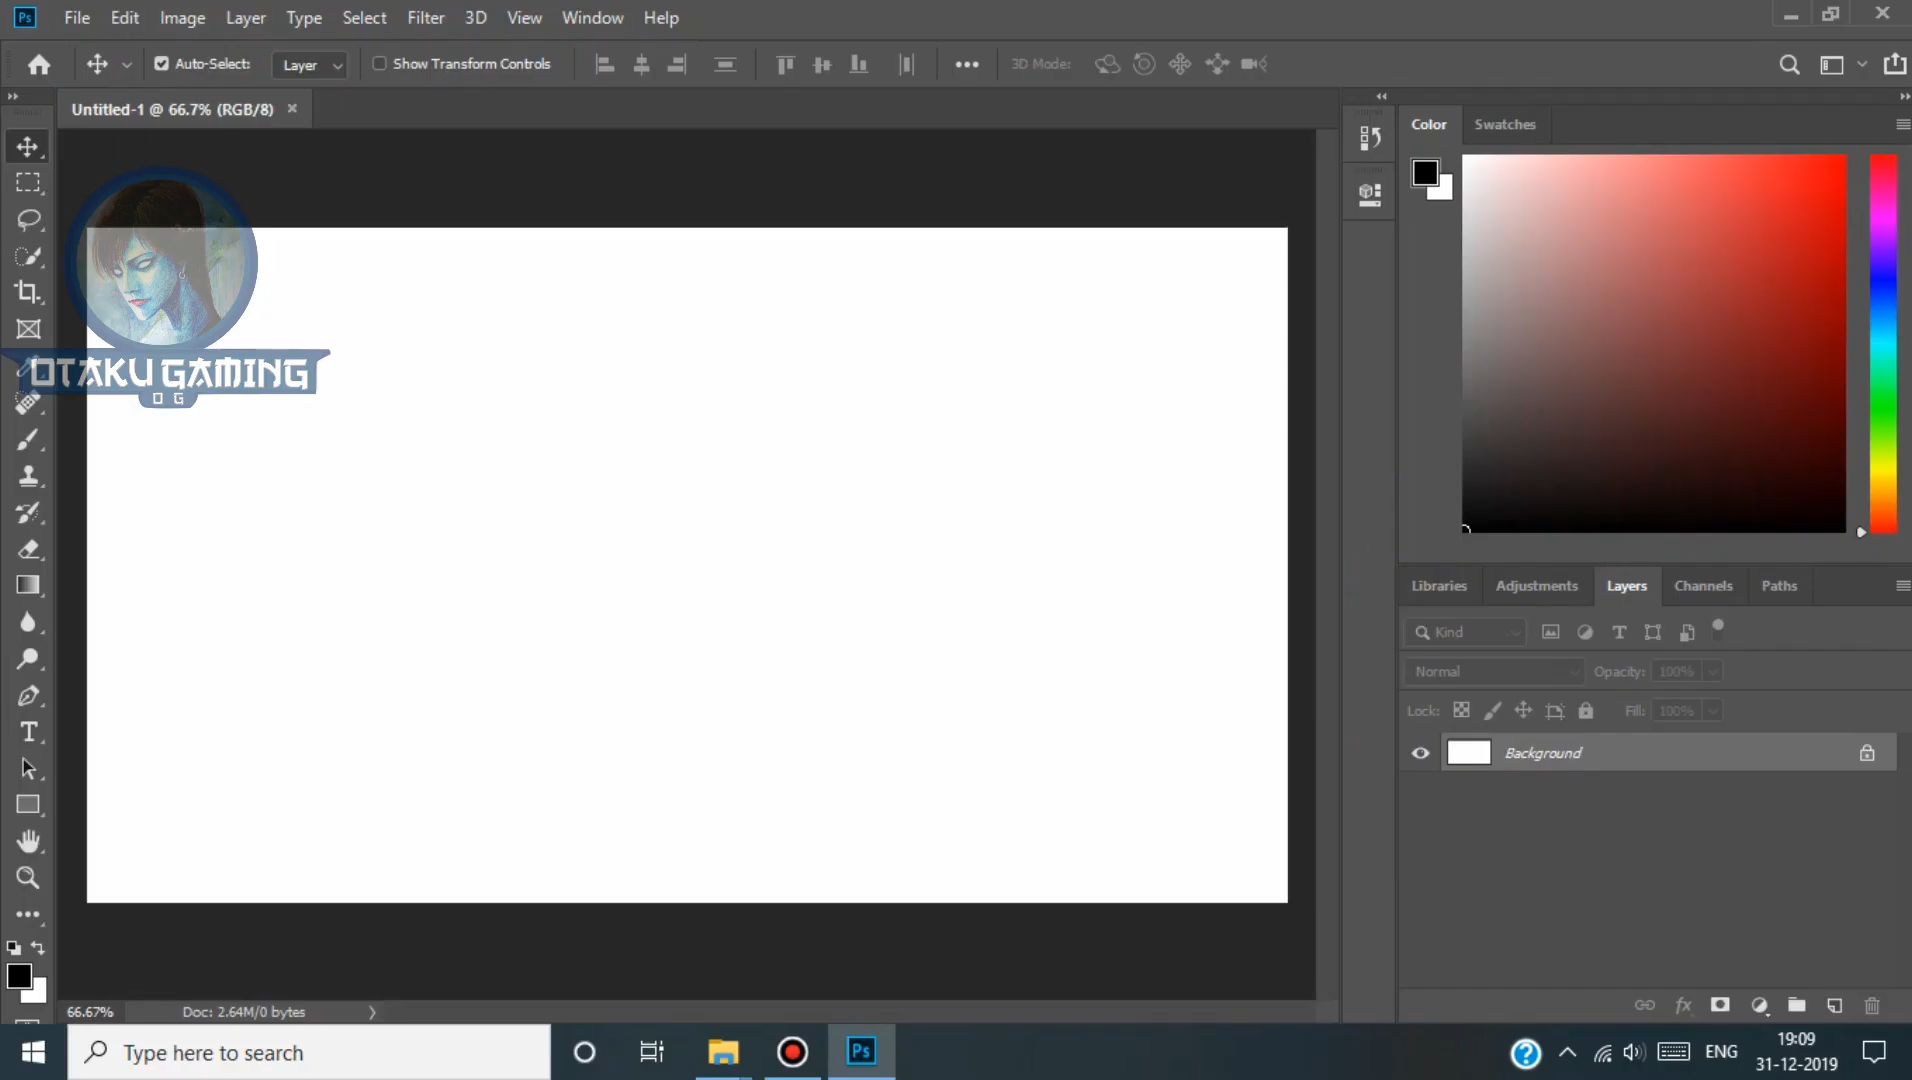 Ps File Edit Image Layer Type Select Filter 3D View Window Help
Auto-Select: Layer Show Transform Controls 3D Mode:
Untitled-1 @ 66.7% (RGB/8)
Color Swatches
OTAKU GAMING
O G
Libraries Adjustments Layers Channels Paths
Kind
Normal Opacity: 100%
Lock: Fill: 100%
Background
66.67% Doc: 2.64M/0 bytes
Type here to search
Ps
ENG
19:09
31-12-2019